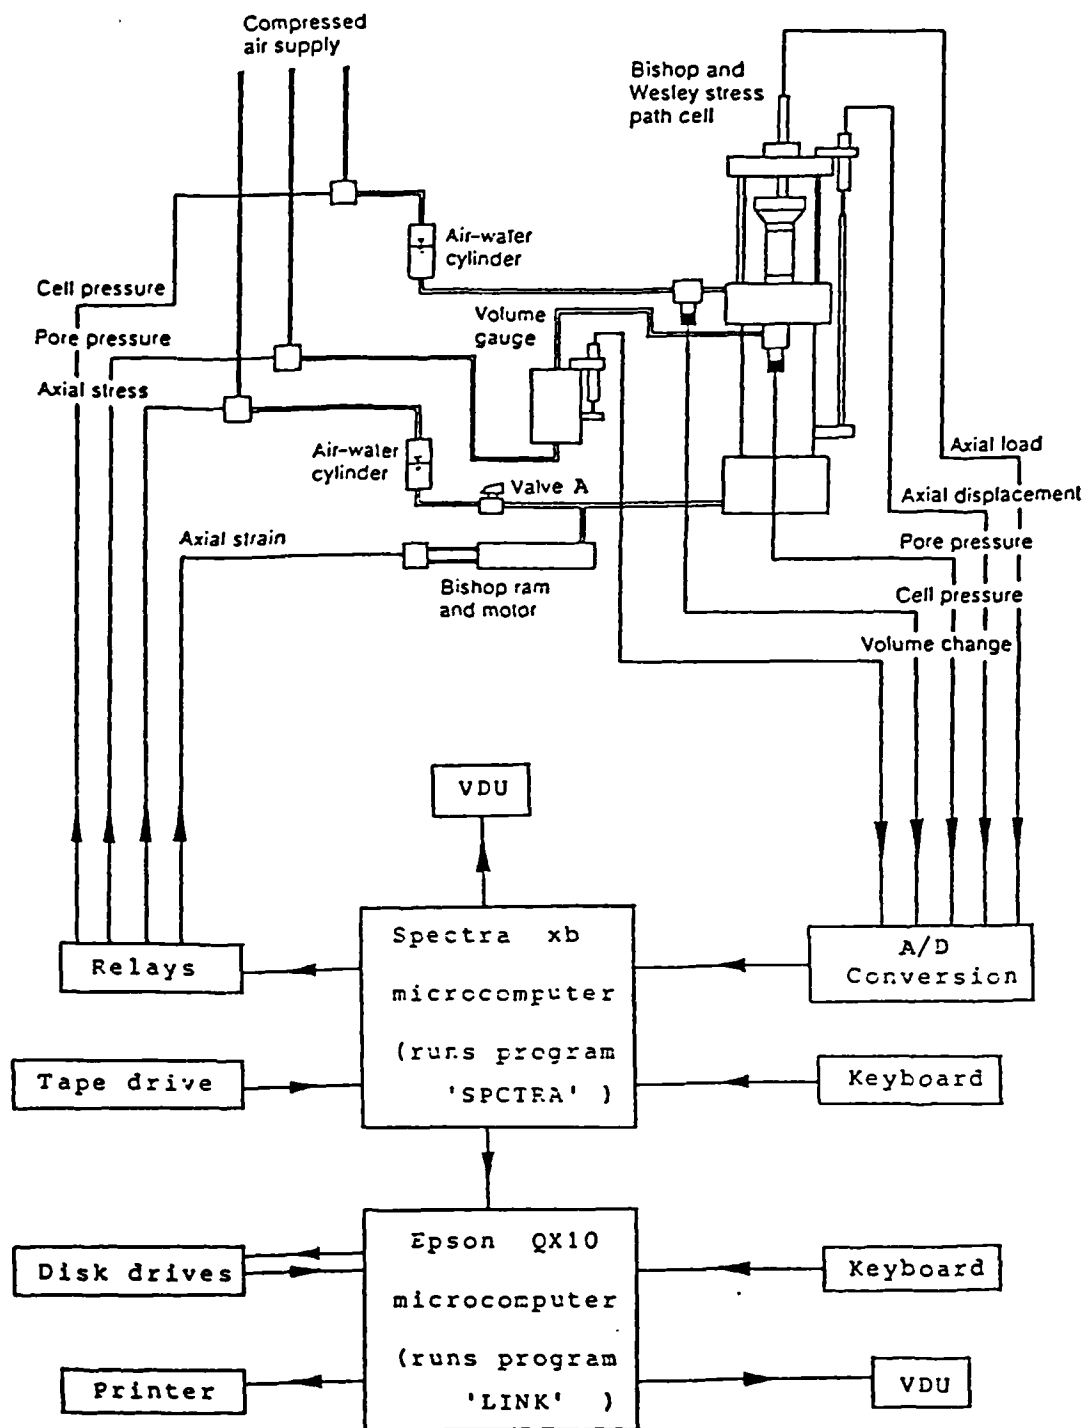 Compressed
air supply
Bishop and
Wesley stress
path cell
Air-water
cylinder
Cell pressure
Volume
gauge
Pore pressure
Axial stress
Air-water
cylinder
Valve A
Axial load
Axial displacement
Axial strain
Pore pressure
Bishop ram
and motor
Cell pressure
Volume change
VDU
Spectra xb
microcomputer
(runs program
'SPCTRA' )
Relays
A/D
Conversion
Tape drive
Keyboard
Epson QX10
microcomputer
(runs program
'LINK' )
Disk drives
Keyboard
Printer
VDU